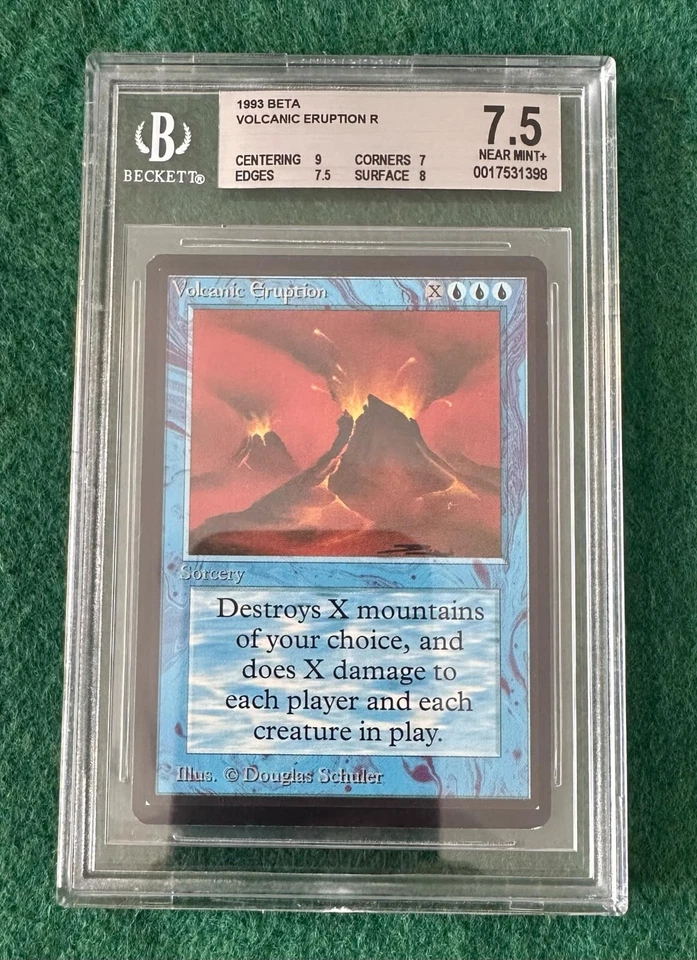 1993 BETA
VOLCANIC ERUPTION R
7.5
NEAR MINT+
CENTERING 9 CORNERS 7
EDGES 7.5 SURFACE 8
0017531398
B
BECKETT®
Volcanic Eruption X
Sorcery
Destroys X mountains
of your choice, and
does X damage to
each player and each
creature in play.
Illus. © Douglas Schuler